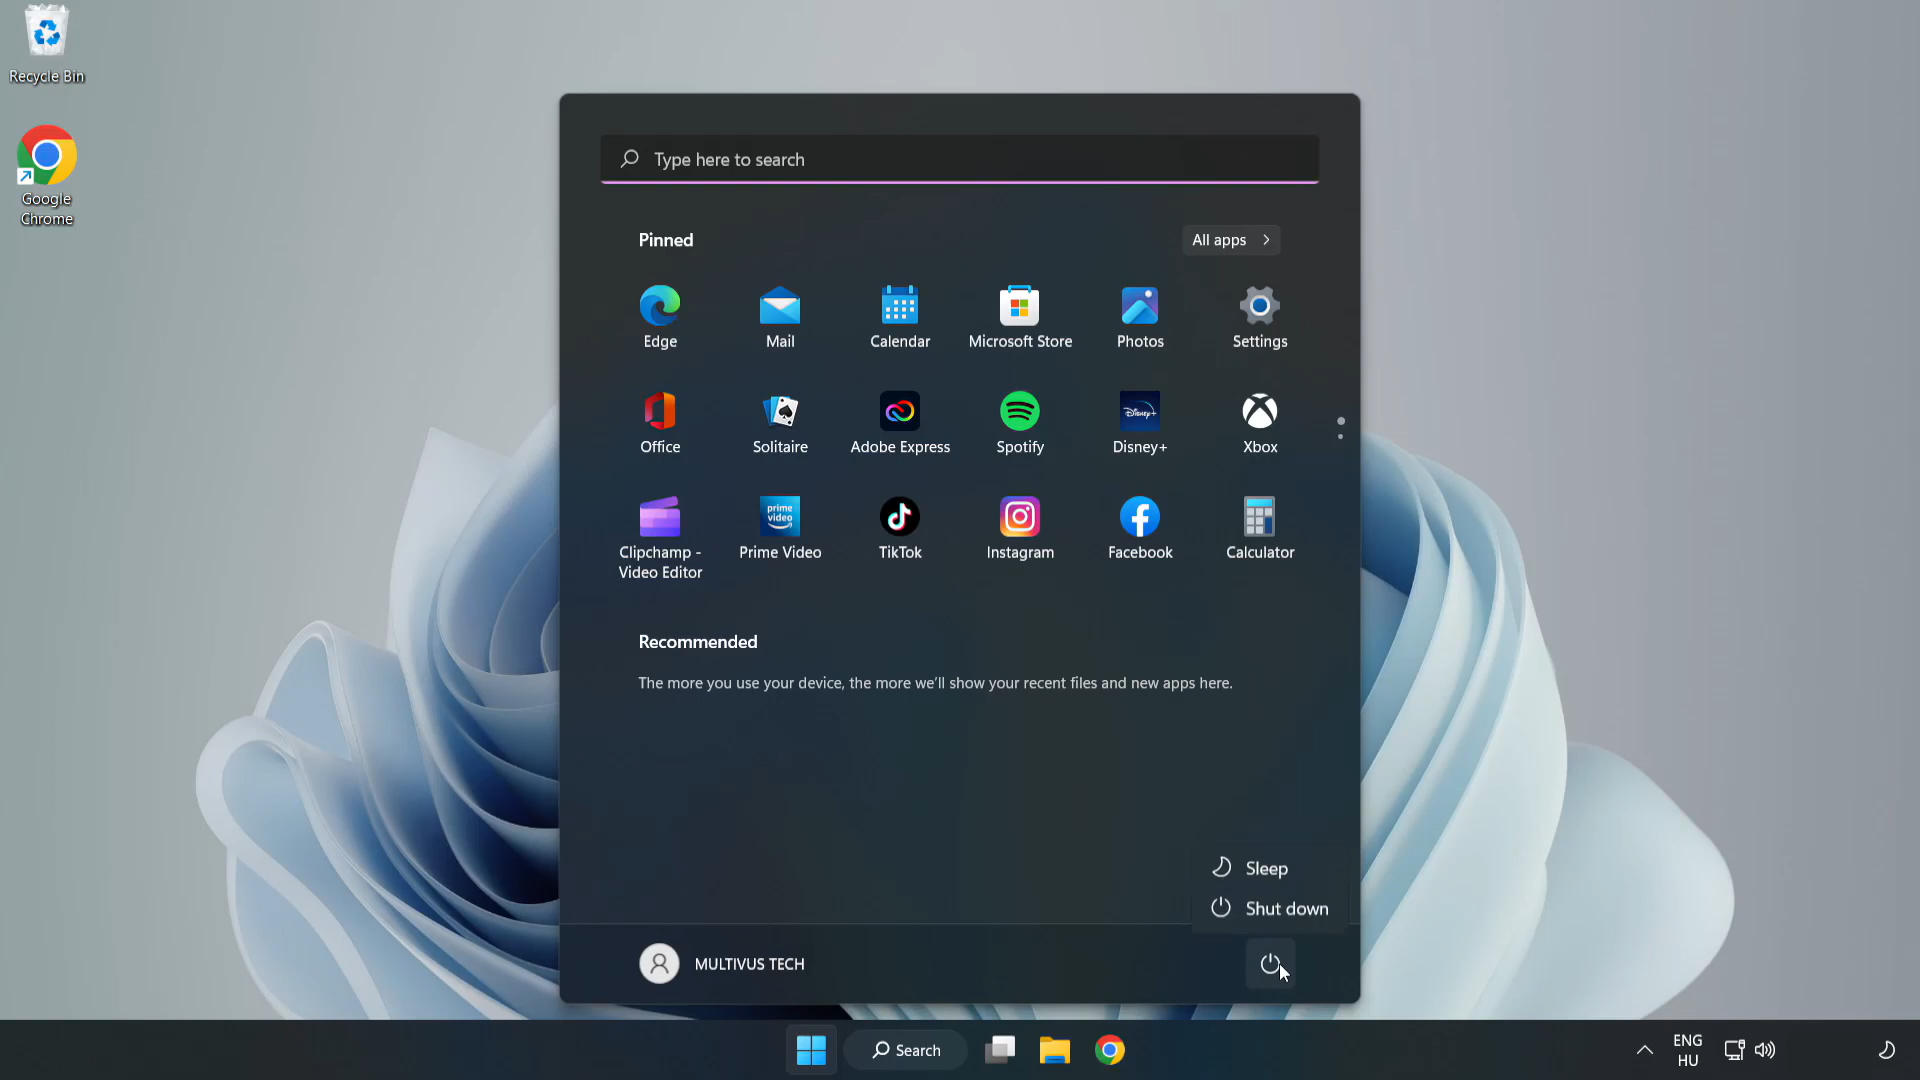 Recycle Bin
Google
Chrome
Type here to search
Pinned
All apps
Edge
Mail
Calendar
Microsoft Store
Photos
Settings
Office
Solitaire
Adobe Express
Spotify
Disney+
Disney+
Xbox
prime
video
Clipchamp -
Video Editor
Prime Video
TikTok
Instagram
Facebook
Calculator
Recommended
The more you use your device, the more we'll show your recent files and new apps here.
Sleep
Shut down
MULTIVUS TECH
Search
ENG
HU